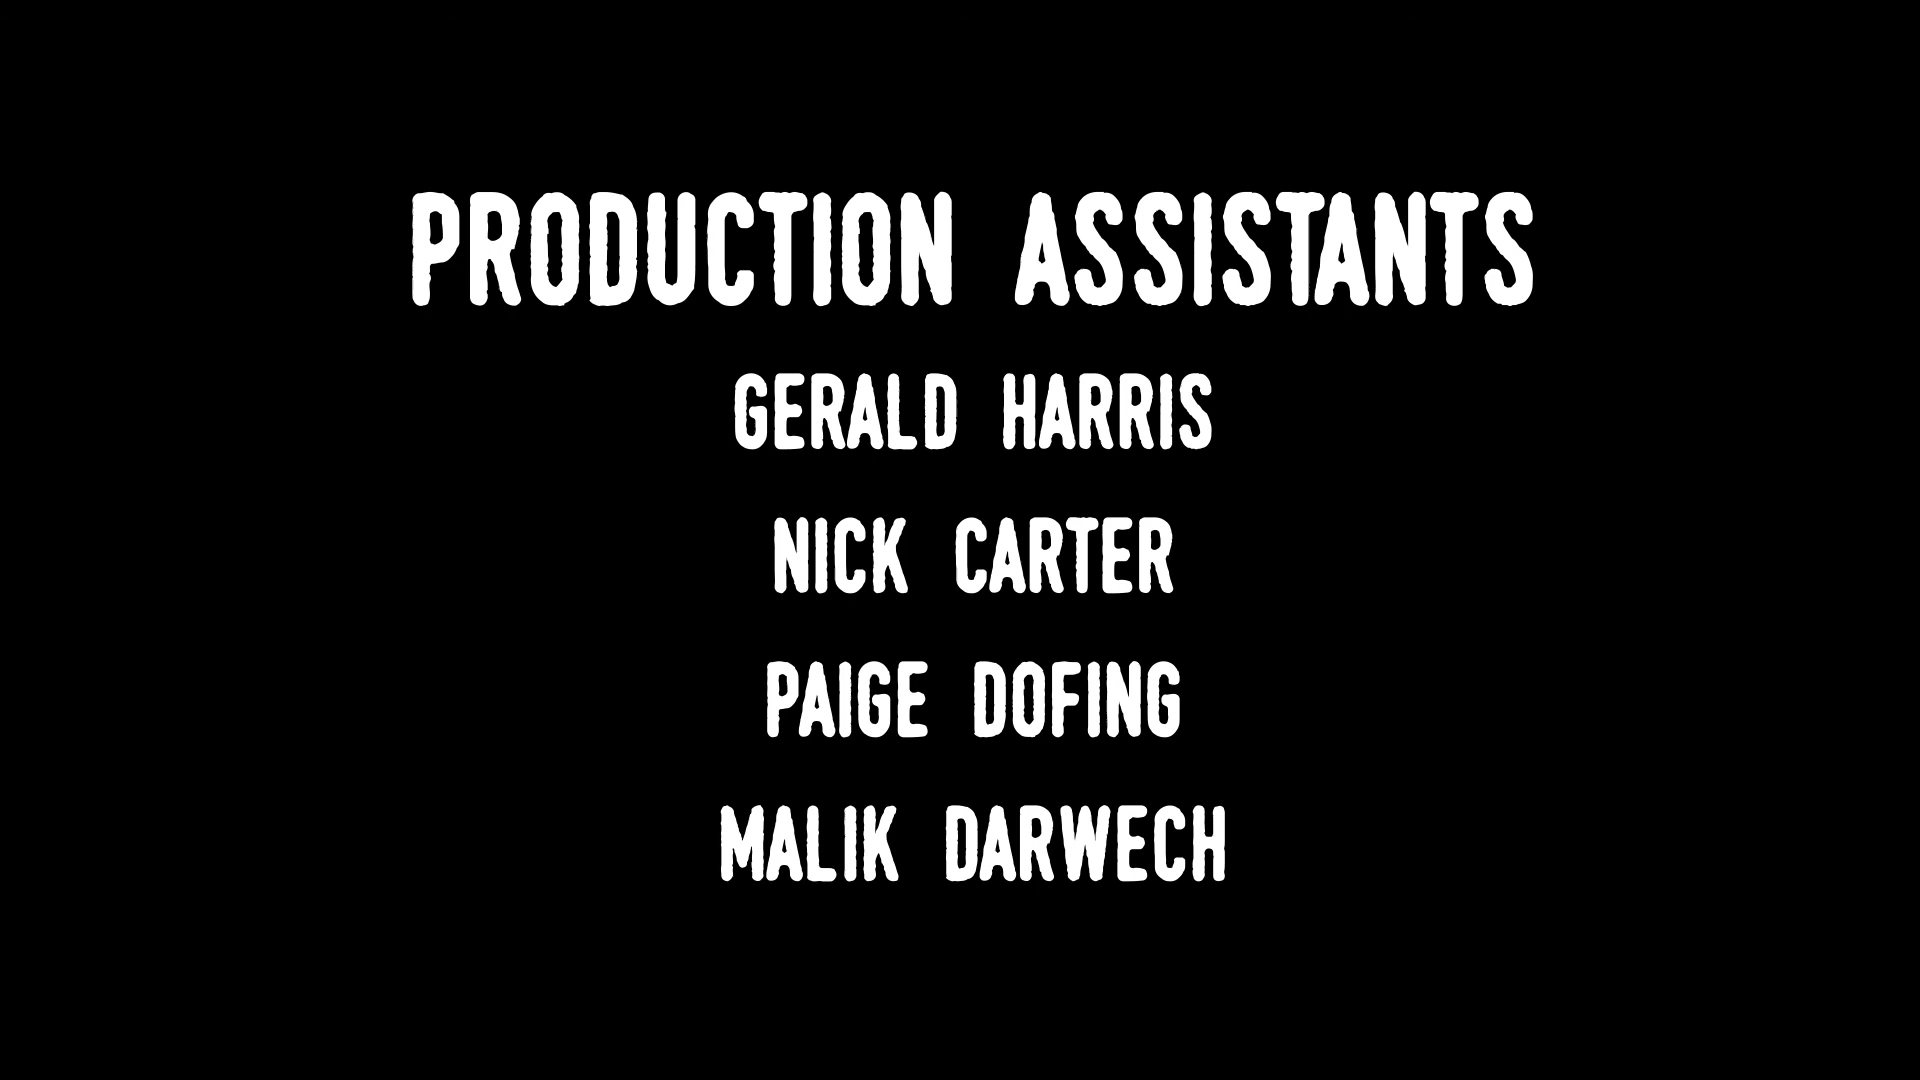 PRODUCTION ASSISTANTS
GERALD HARRIS
NICK CARTER
PAIGE DOFING
MALIK DARWECH